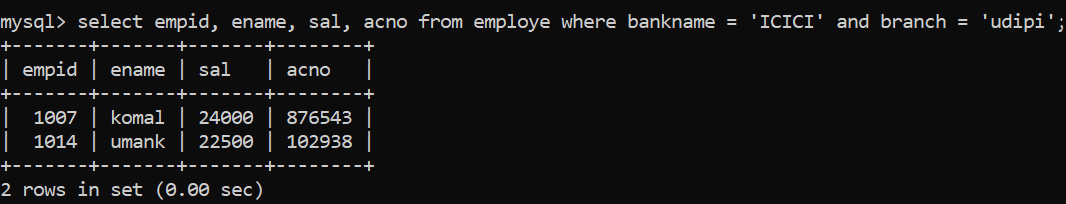 mysql> select empid, ename, sal, acno from employe where bankname = 'ICICI' and branch = 'udipi';
+-------+-------+-------+--------+
| empid | ename | sal   | acno   |
+-------+-------+-------+--------+
|  1007 | komal | 24000 | 876543 |
|  1014 | umank | 22500 | 102938 |
+-------+-------+-------+--------+
2 rows in set (0.00 sec)